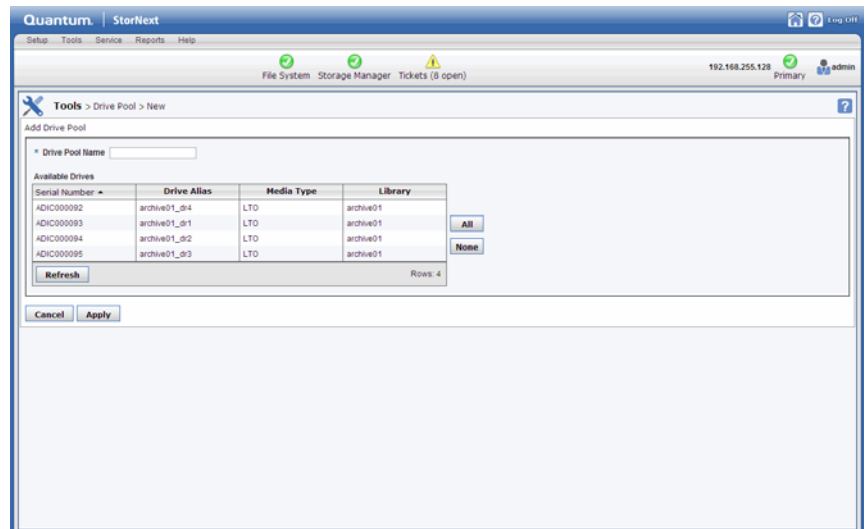 Quantum. StorNext Log Off
Setup Tools Service Reports Help
File System Storage Manager Tickets (8 open) 192.168.255.128 Primary admin
Tools > Drive Pool > New
Add Drive Pool
* Drive Pool Name
Available Drives
Serial Number Drive Alias Media Type Library
ADIC000092 archive01_dr4 LTO archive01
ADIC000093 archive01_dr1 LTO archive01
ADIC000094 archive01_dr2 LTO archive01
ADIC000095 archive01_dr3 LTO archive01
All
None
Refresh Rows: 4
Cancel Apply